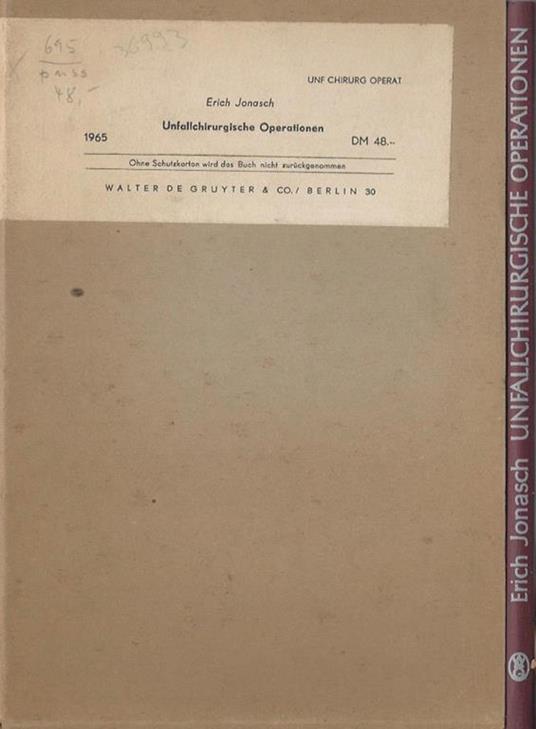 695
36993
48,-
UNF CHIRURG OPERAT
Erich Jonasch
Unfallchirurgische Operationen
1965
DM 48.--
Ohne Schutzkarton wird das Buch nicht zurückgenommen
WALTER DE GRUYTER & CO. / BERLIN 30
Erich Jonasch UNFALLCHIRURGISCHE OPERATIONEN